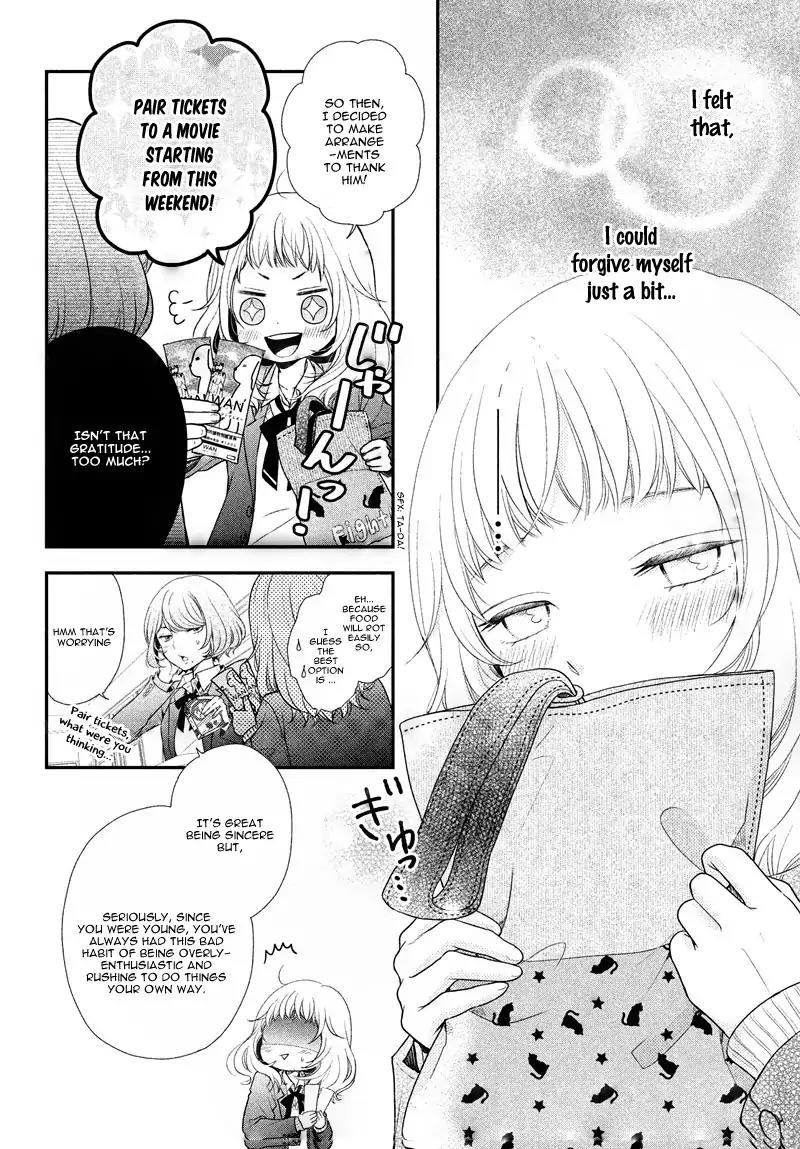 I felt
that,
I could
forgive myself
just a bit...
ぎゅっ…
SO THEN,
I DECIDED
TO MAKE
ARRANGE
-MENTS
TO THANK
HIM!
PAIR TICKETS
TO A MOVIE
STARTING
FROM THIS
WEEKEND!
じゃーんっ!
SFX: TA-DA!
WAN
WAN
Fight
ISN'T THAT
GRATITUDE...
TOO MUCH?
EH...
BECAUSE
FOOD
WILL ROT
EASILY
SO,
I
GUESS
THE
BEST
OPTION
IS ...
HMM THAT'S
WORRYING
Pair tickets,
what were you
thinking...
IT'S GREAT
BEING SINCERE
BUT,
SERIOUSLY, SINCE
YOU WERE YOUNG, YOU'VE
ALWAYS HAD THIS BAD
HABIT OF BEING OVERLY-
ENTHUSIASTIC AND
RUSHING TO DO THINGS
YOUR OWN WAY.